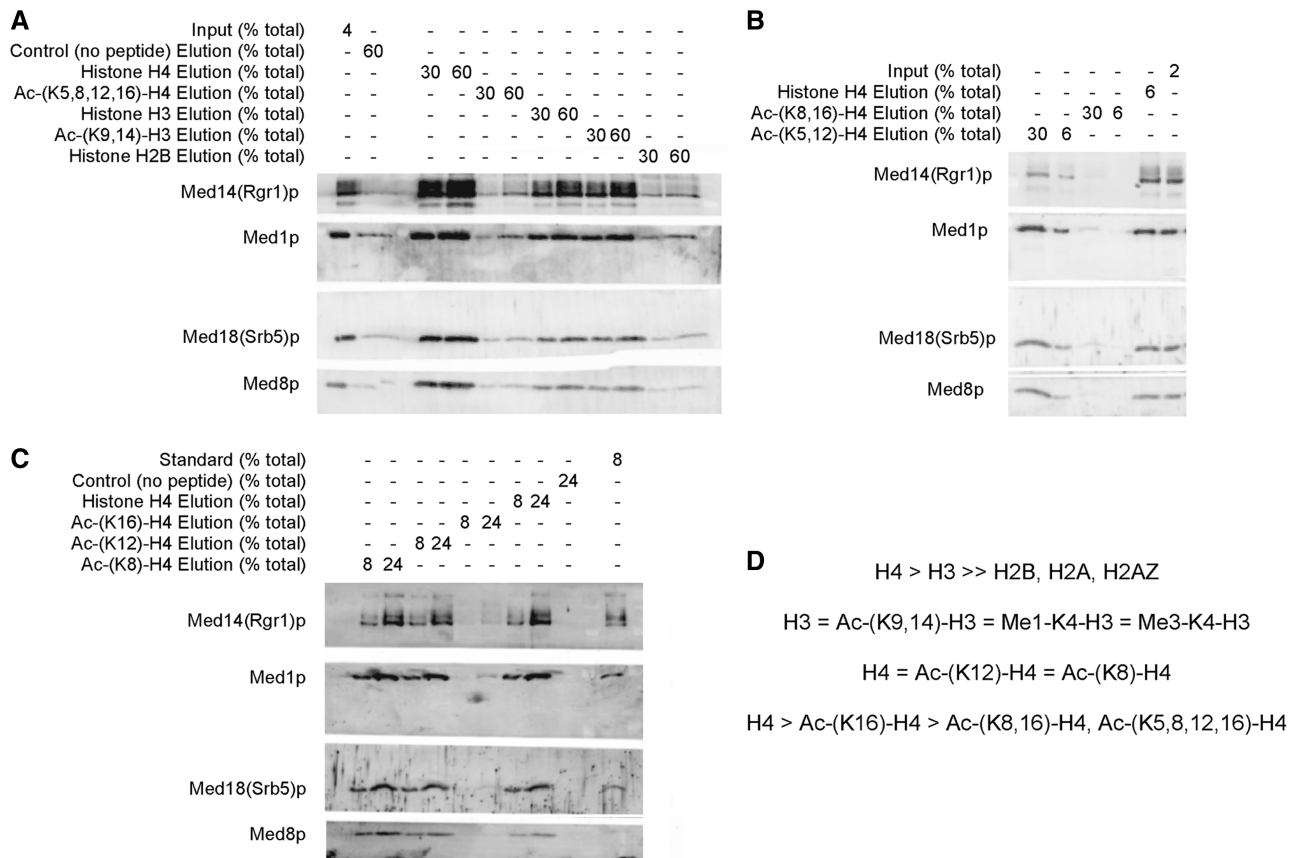 A
Input (% total) 4 - - - - - - - - - - -
Control (no peptide) Elution (% total) - 60 - - - - - - - - - -
Histone H4 Elution (% total) - - 30 60 - - - - - - - -
Ac-(K5,8,12,16)-H4 Elution (% total) - - - - 30 60 - - - - - -
Histone H3 Elution (% total) - - - - - - 30 60 - - - -
Ac-(K9,14)-H3 Elution (% total) - - - - - - - - 30 60 - -
Histone H2B Elution (% total) - - - - - - - - - - 30 60
Med14(Rgr1)p
Med1p
Med18(Srb5)p
Med8p
B
Input (% total) - - - - - 2
Histone H4 Elution (% total) - - - - 6 -
Ac-(K8,16)-H4 Elution (% total) - - 30 6 - -
Ac-(K5,12)-H4 Elution (% total) 30 6 - - - -
Med14(Rgr1)p
Med1p
Med18(Srb5)p
Med8p
C
Standard (% total) - - - - - - - - - 8
Control (no peptide) (% total) - - - - - - - - 24 -
Histone H4 Elution (% total) - - - - - - 8 24 - -
Ac-(K16)-H4 Elution (% total) - - - - 8 24 - - - -
Ac-(K12)-H4 Elution (% total) - - 8 24 - - - - - -
Ac-(K8)-H4 Elution (% total) 8 24 - - - - - - - -
Med14(Rgr1)p
Med1p
Med18(Srb5)p
Med8p
D
H4 > H3 >> H2B, H2A, H2AZ
H3 = Ac-(K9,14)-H3 = Me1-K4-H3 = Me3-K4-H3
H4 = Ac-(K12)-H4 = Ac-(K8)-H4
H4 > Ac-(K16)-H4 > Ac-(K8,16)-H4, Ac-(K5,8,12,16)-H4